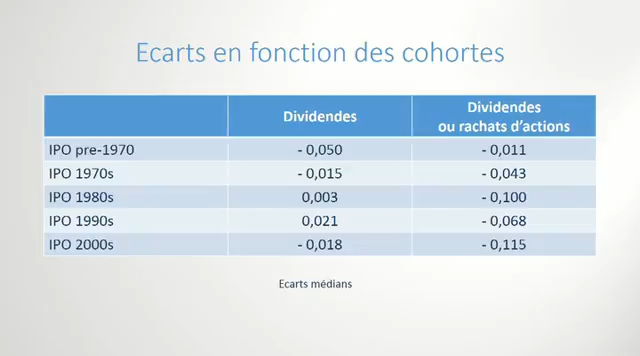 Ecarts en fonction des cohortes
Dividendes
Dividendes
ou rachats d'actions
IPO pre-1970 - 0,050 - 0,011
IPO 1970s - 0,015 - 0,043
IPO 1980s 0,003 - 0,100
IPO 1990s 0,021 - 0,068
IPO 2000s - 0,018 - 0,115
Ecarts médians